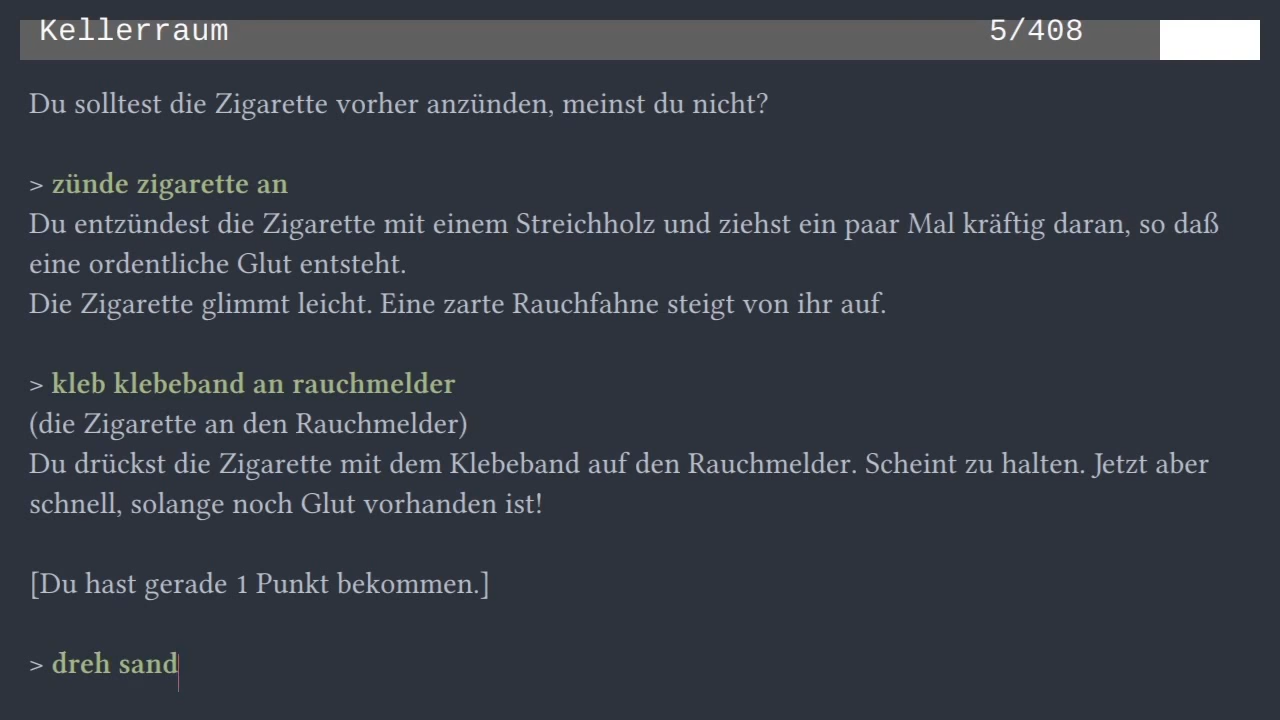 Kellerraum 5/408
Du solltest die Zigarette vorher anzünden, meinst du nicht?
> zünde zigarette an
Du entzündest die Zigarette mit einem Streichholz und ziehst ein paar Mal kräftig daran, so daß
eine ordentliche Glut entsteht.
Die Zigarette glimmt leicht. Eine zarte Rauchfahne steigt von ihr auf.
> kleb klebeband an rauchmelder
(die Zigarette an den Rauchmelder)
Du drückst die Zigarette mit dem Klebeband auf den Rauchmelder. Scheint zu halten. Jetzt aber
schnell, solange noch Glut vorhanden ist!
[Du hast gerade 1 Punkt bekommen.]
> dreh sand